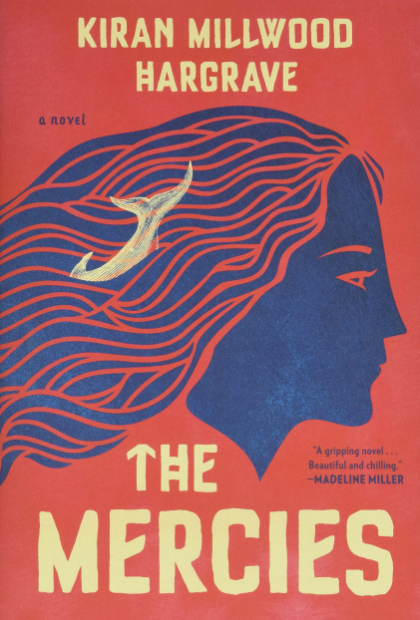 KIRAN MILLWOOD
HARGRAVE
a novel
"A gripping novel . . .
Beautiful and chilling."
–MADELINE MILLER
THE
MERCIES